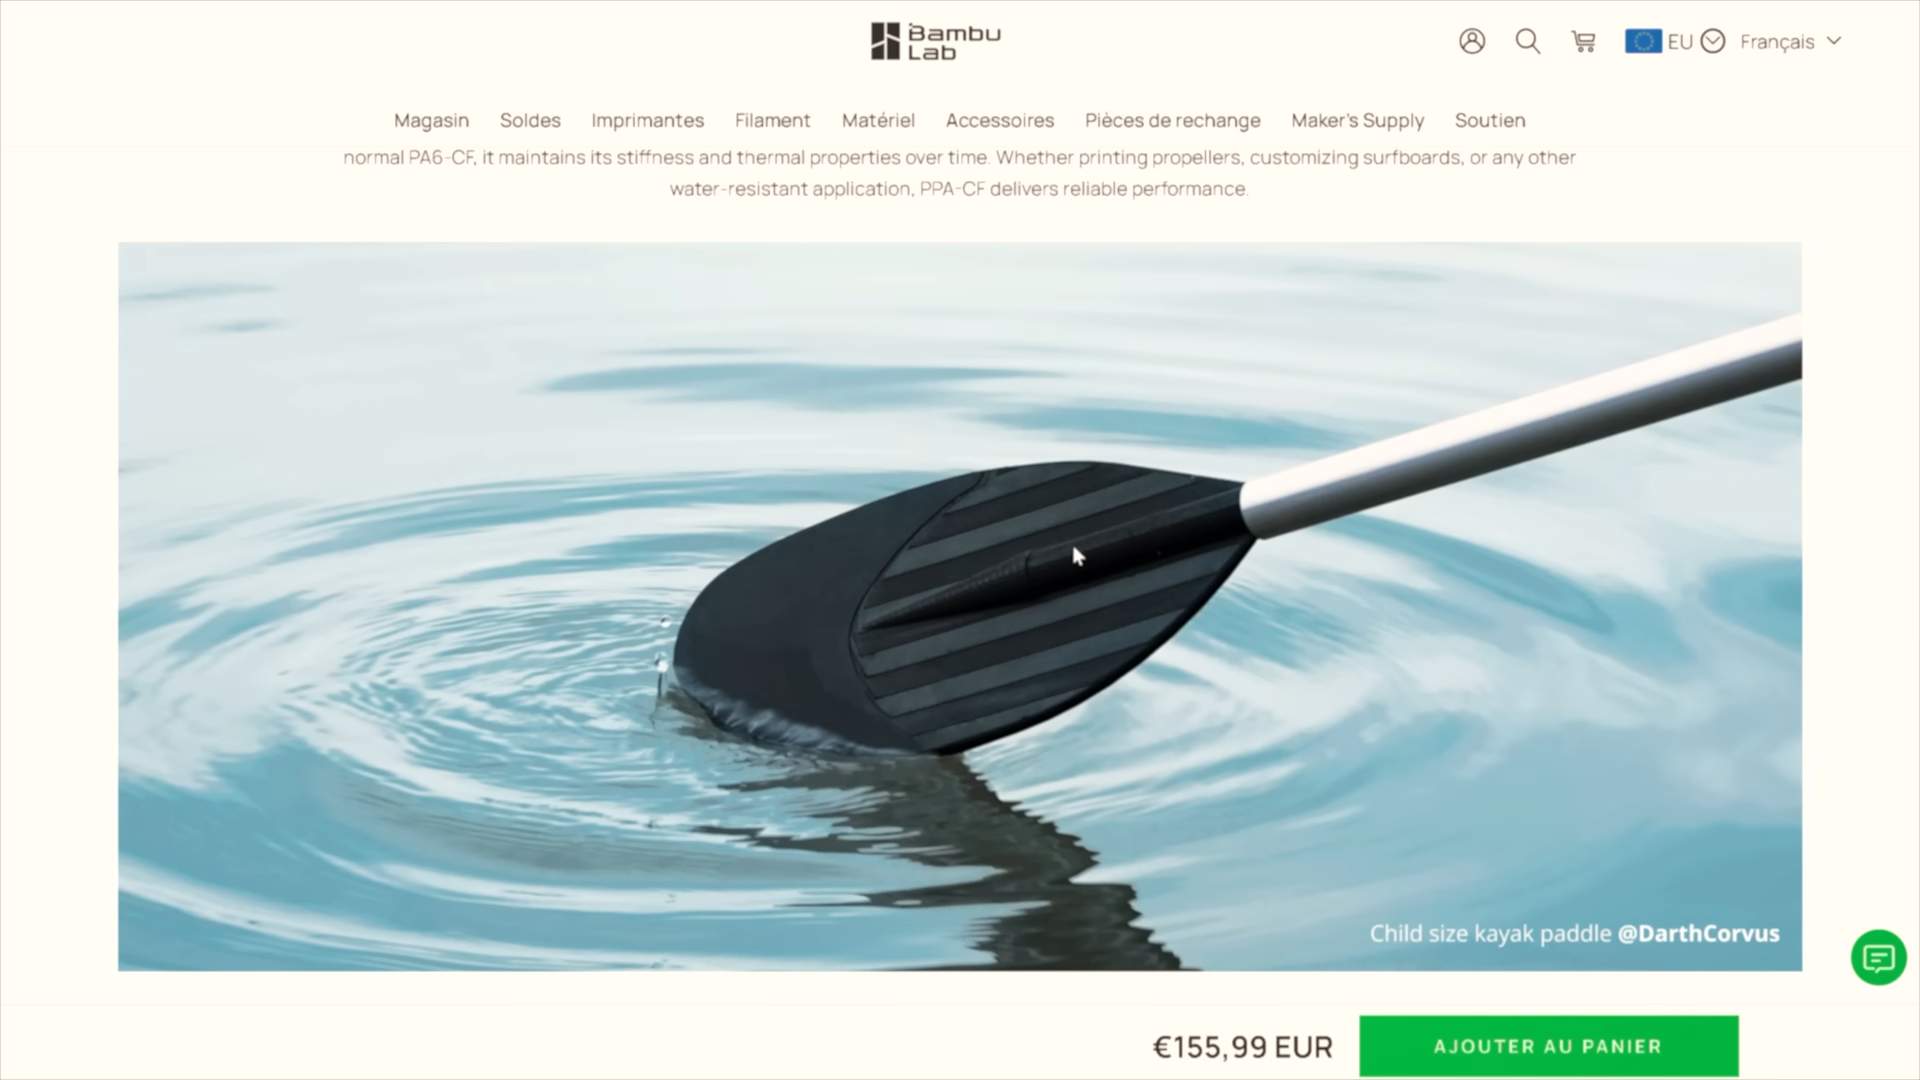 Bambu
Lab
EU
Français
Magasin Soldes Imprimantes Filament Matériel Accessoires Pièces de rechange Maker's Supply Soutien
normal PA6-CF, it maintains its stiffness and thermal properties over time. Whether printing propellers, customizing surfboards, or any other
water-resistant application, PPA-CF delivers reliable performance.
Child size kayak paddle @DarthCorvus
€155,99 EUR
AJOUTER AU PANIER